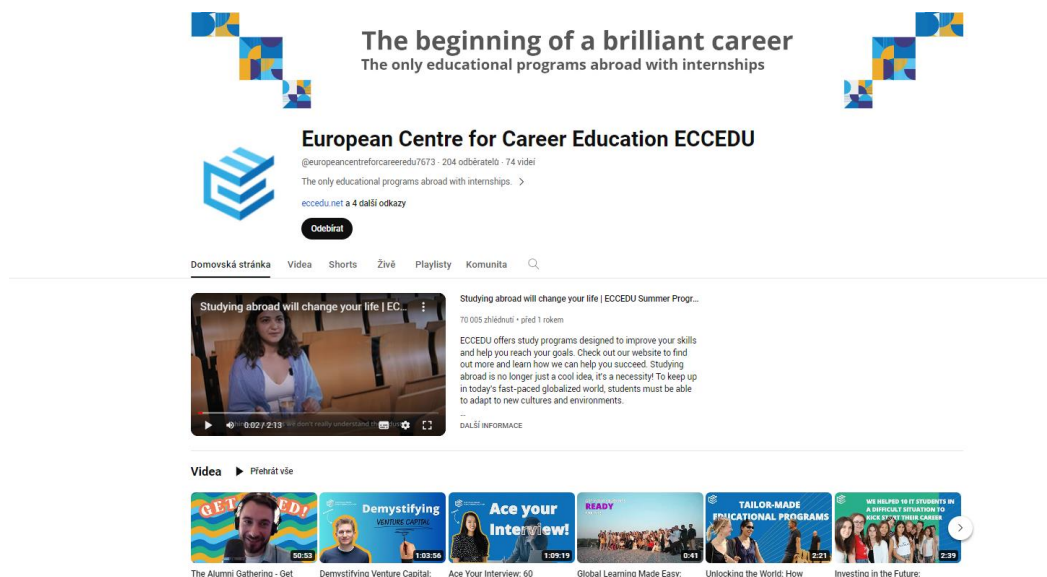 The beginning of a brilliant career
The only educational programs abroad with internships
European Centre for Career Education ECCEDU
@europeancentreforcareeredu7673 · 204 odběratelů · 74 videí
The only educational programs abroad with internships.
eccedu.net a 4 další odkazy
Odebírat
Domovská stránka Videa Shorts Živě Playlisty Komunita
Studying abroad will change your life | EC...
we don't really understand the
0:02 / 2:13
Studying abroad will change your life | ECCEDU Summer Progr...
70 005 zhlédnutí • před 1 rokem
ECCEDU offers study programs designed to improve your skills
and help you reach your goals. Check out our website to find
out more and learn how we can help you succeed. Studying
abroad is no longer just a cool idea, it's a necessity! To keep up
in today's fast-paced globalized world, students must be able
to adapt to new cultures and environments.
...
DALŠÍ INFORMACE
Videa Přehrát vše
GET ED!
50:53
Demystifying
VENTURE CAPITAL
1:03:56
Ace your
Interview!
1:09:19
READY
0:41
TAILOR-MADE
EDUCATIONAL PROGRAMS
2:21
WE HELPED 10 IT STUDENTS IN
A DIFFICULT SITUATION TO
KICK START THEIR CAREER
2:39
The Alumni Gathering - Get
Demystifying Venture Capital:
Ace Your Interview: 60
Global Learning Made Easy:
Unlocking the World: How
Investing in the Future: